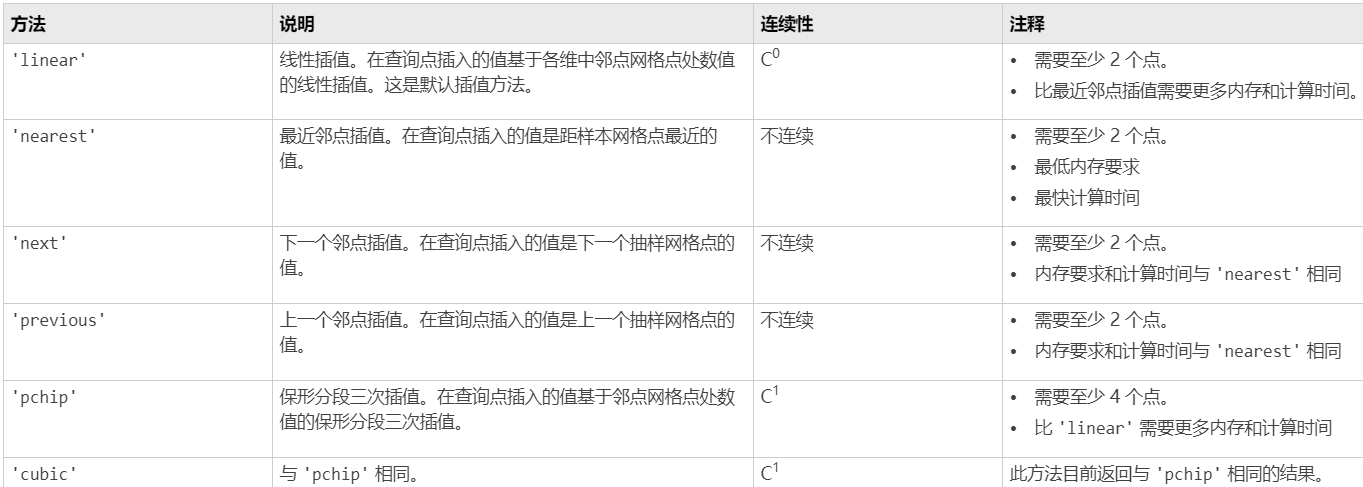 方法 说明 连续性 注释
'linear' 线性插值。在查询点插入的值基于各维中邻点网格点处数值 C⁰ • 需要至少 2 个点。
的线性插值。这是默认插值方法。 • 比最近邻点插值需要更多内存和计算时间。
'nearest' 最近邻点插值。在查询点插入的值是距样本网格点最近的 不连续 • 需要至少 2 个点。
值。 • 最低内存要求
• 最快计算时间
'next' 下一个邻点插值。在查询点插入的值是下一个抽样网格点的 不连续 • 需要至少 2 个点。
值。 • 内存要求和计算时间与 'nearest' 相同
'previous' 上一个邻点插值。在查询点插入的值是上一个抽样网格点的 不连续 • 需要至少 2 个点。
值。 • 内存要求和计算时间与 'nearest' 相同
'pchip' 保形分段三次插值。在查询点插入的值基于邻点网格点处数 C¹ • 需要至少 4 个点。
值的保形分段三次插值。 • 比 'linear' 需要更多内存和计算时间
'cubic' 与 'pchip' 相同。 C¹ 此方法目前返回与 'pchip' 相同的结果。